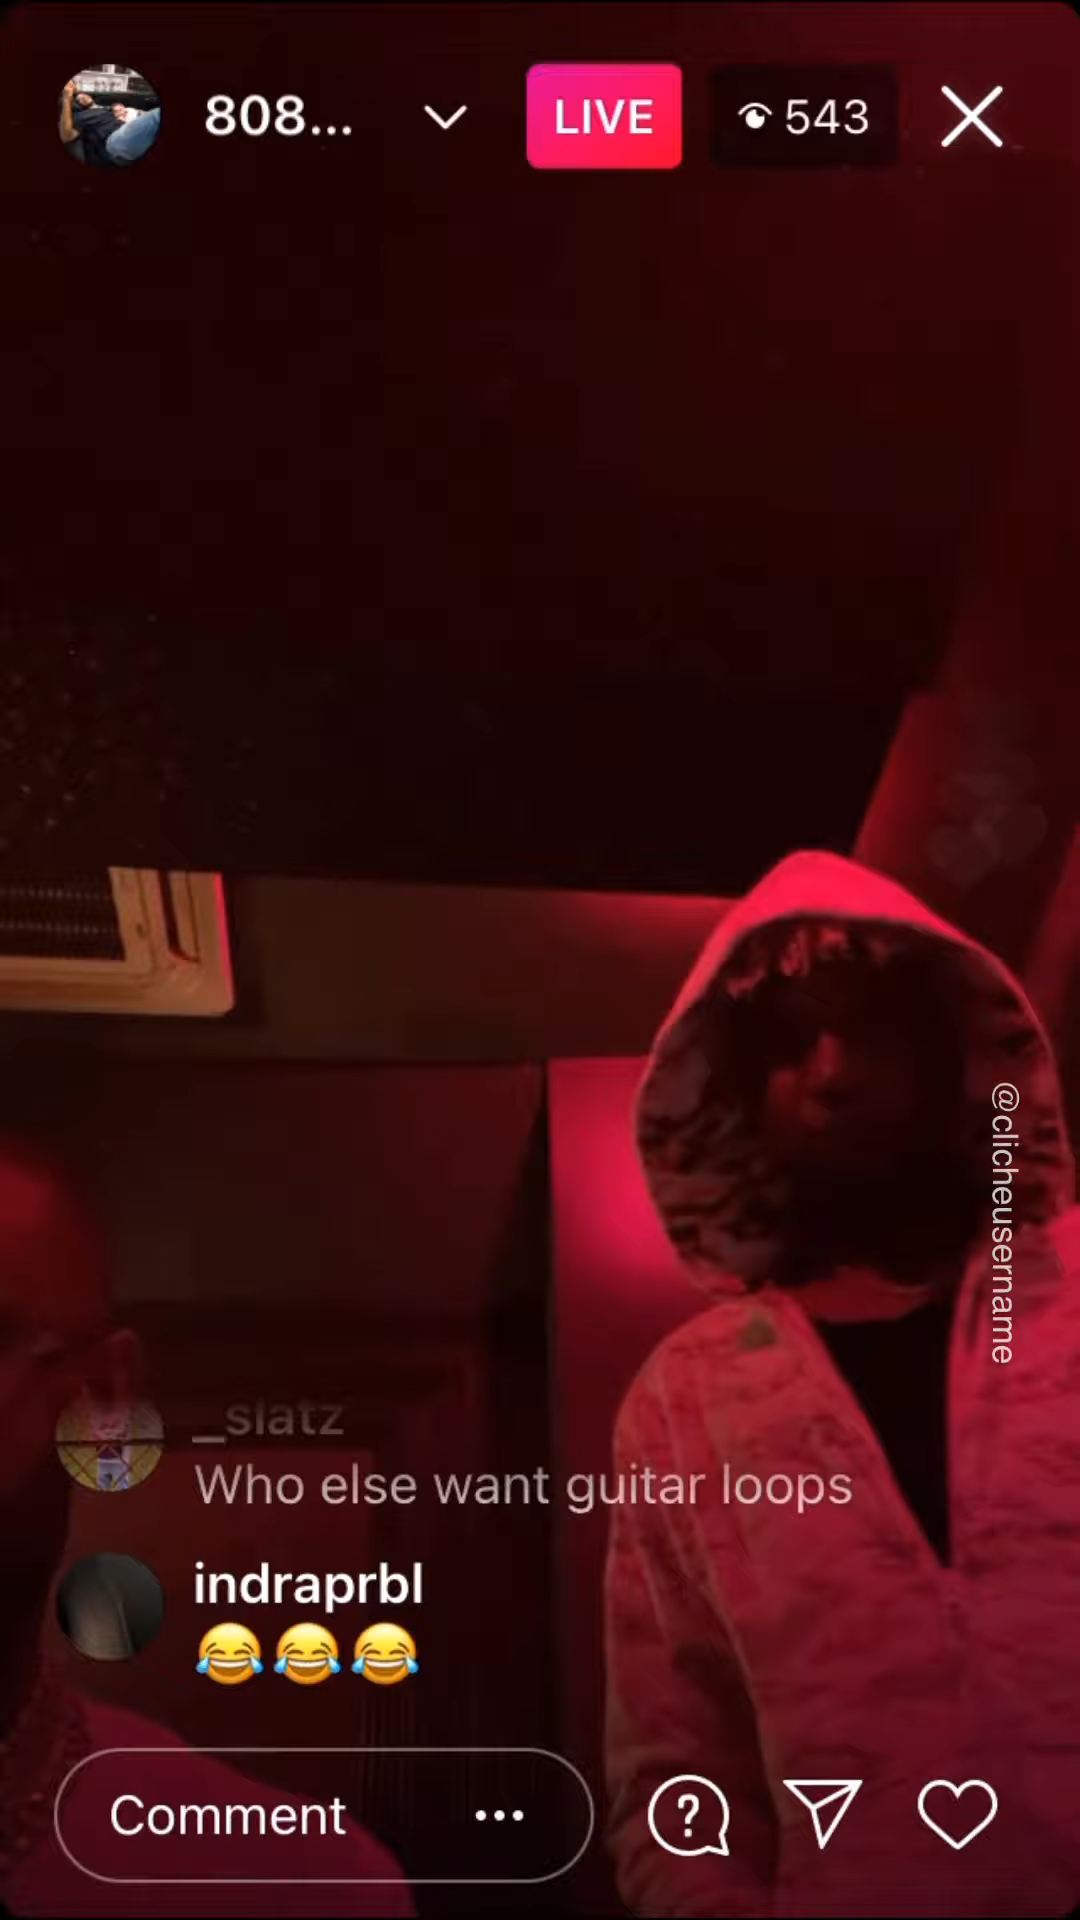 808...
LIVE
543
@clicheusername
_slatz
Who else want guitar loops
indraprbl
😂😂😂
Comment